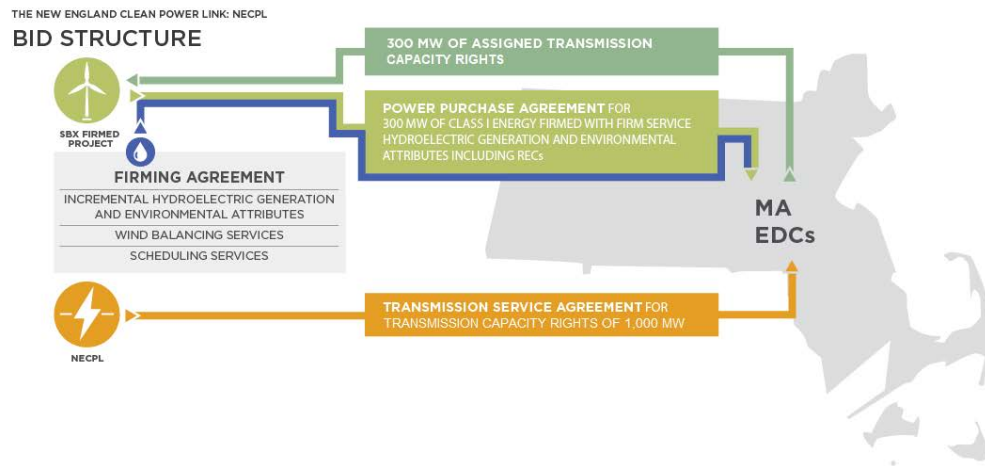 THE NEW ENGLAND CLEAN POWER LINK: NECPL
BID STRUCTURE
300 MW OF ASSIGNED TRANSMISSION
CAPACITY RIGHTS
SBX FIRMED
PROJECT
POWER PURCHASE AGREEMENT FOR
300 MW OF CLASS I ENERGY FIRMED WITH FIRM SERVICE
HYDROELECTRIC GENERATION AND ENVIRONMENTAL
ATTRIBUTES INCLUDING RECs
FIRMING AGREEMENT
INCREMENTAL HYDROELECTRIC GENERATION
AND ENVIRONMENTAL ATTRIBUTES
WIND BALANCING SERVICES
SCHEDULING SERVICES
MA
EDCs
TRANSMISSION SERVICE AGREEMENT FOR
TRANSMISSION CAPACITY RIGHTS OF 1,000 MW
NECPL